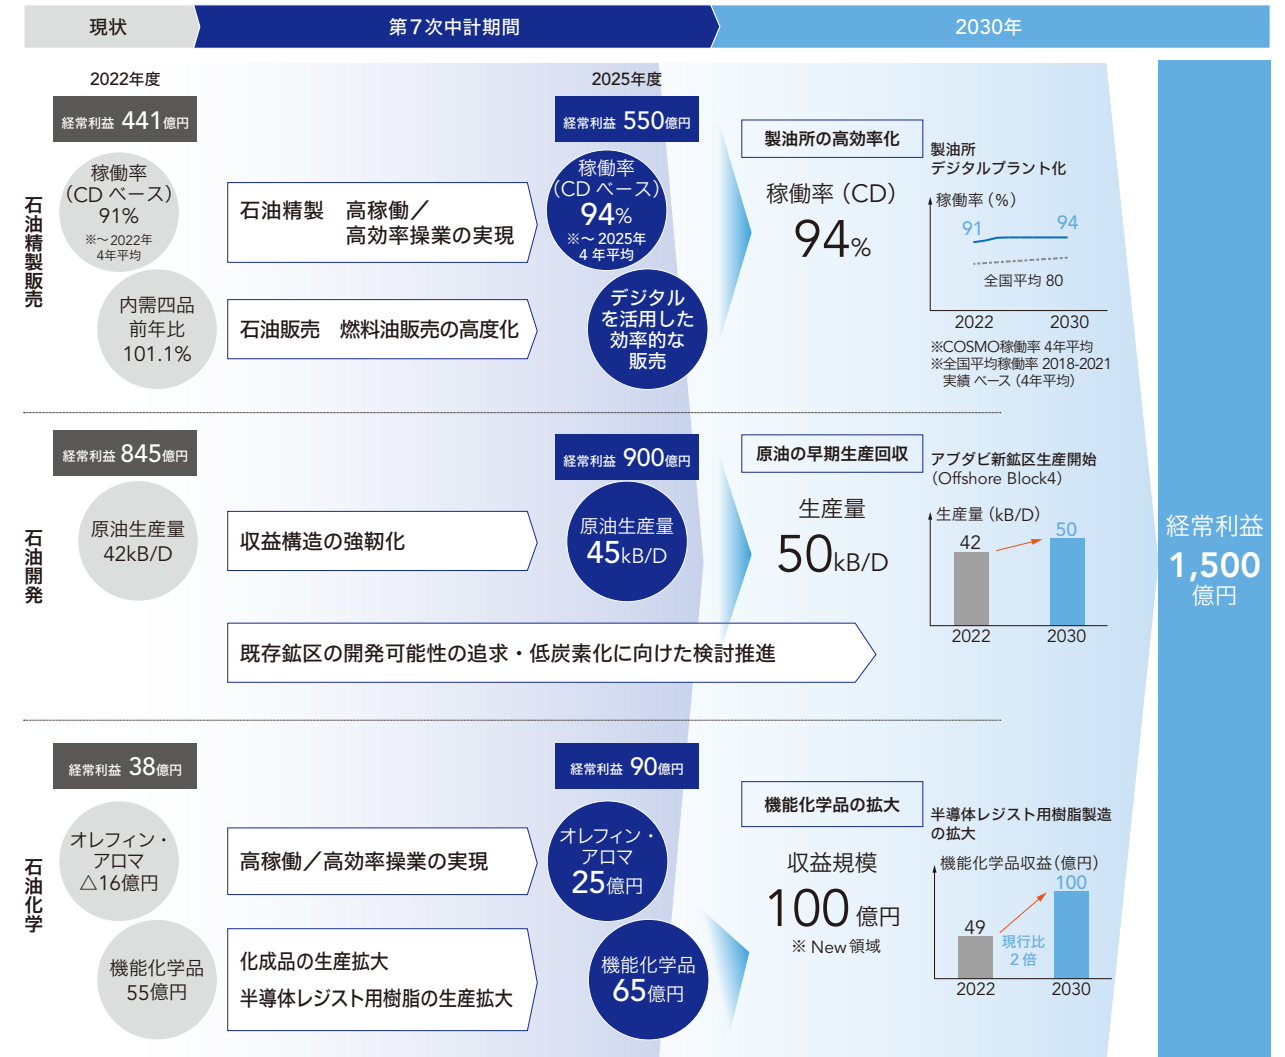 現状
第7次中計期間
2030年
2022年度
2025年度
石油精製販売
経常利益 441億円
稼働率
(CD ベース)
91%
※～2022年
4年平均
内需四品
前年比
101.1%
石油精製 高稼働／
高効率操業の実現
石油販売 燃料油販売の高度化
経常利益 550億円
稼働率
(CD ベース)
94%
※～2025年
4年平均
デジタル
を活用した
効率的な
販売
製油所の高効率化
稼働率(CD)
94%
製油所
デジタルプラント化
稼働率(%)
91
94
全国平均 80
2022
2030
※COSMO稼働率 4年平均
※全国平均稼働率 2018-2021
実績 ベース(4年平均)
石油開発
経常利益 845億円
原油生産量
42kB/D
収益構造の強靭化
既存鉱区の開発可能性の追求・低炭素化に向けた検討推進
経常利益 900億円
原油生産量
45kB/D
原油の早期生産回収
生産量
50kB/D
アブダビ新鉱区生産開始
(Offshore Block4)
生産量(kB/D)
42
50
2022
2030
石油化学
経常利益 38億円
オレフィン・
アロマ
△16億円
機能化学品
55億円
高稼働／高効率操業の実現
化成品の生産拡大
半導体レジスト用樹脂の生産拡大
経常利益 90億円
オレフィン・
アロマ
25億円
機能化学品
65億円
機能化学品の拡大
収益規模
100億円
※ New領域
半導体レジスト用樹脂製造
の拡大
機能化学品収益(億円)
49
100
現行比
2倍
2022
2030
経常利益
1,500
億円